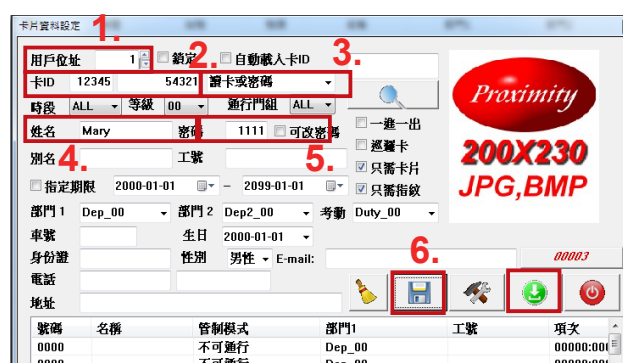 卡片資料設定
1.
用戶位址 1 鎖定 2. 自動載入卡ID 3.
卡ID 12345 54321 讀卡或密碼
時段 ALL 等級 00 通行門組 ALL
姓名 Mary 密碼 1111 可改密碼 一進一出
4. 5. 巡邏卡
別名 工號 只需卡片
指定期限 2000-01-01 – 2099-01-01 只需指紋
部門1 Dep_00 部門2 Dep2_00 考勤 Duty_00
車號 生日 2000-01-01
身份證 性別 男性 E-mail: 6. 00003
電話
地址
Proximity
200X230
JPG,BMP
號碼 名稱 管制模式 部門1 工號 項次
0000 不可通行 Dep_00 00000:00